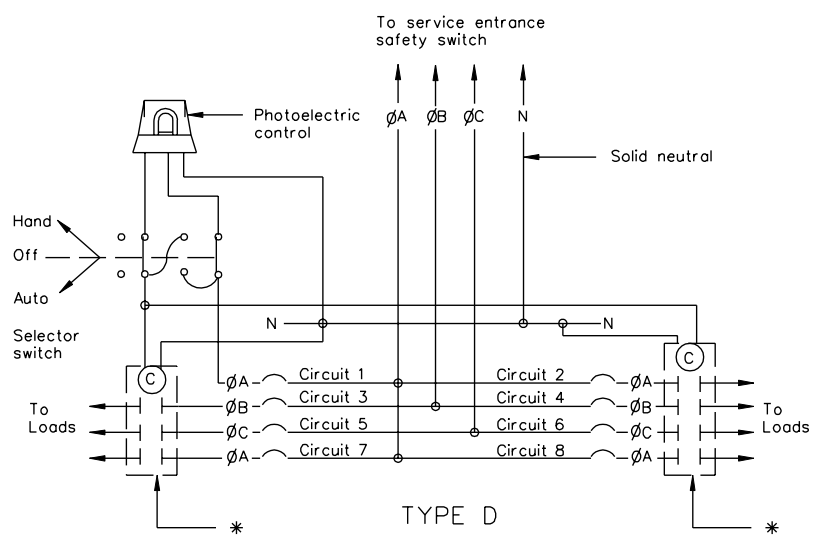 To service entrance
safety switch
Photoelectric
control
ØA ØB ØC N
Solid neutral
Hand
Off
Auto
Selector
switch
N N
C C
ØA Circuit 1 Circuit 2 ØA
ØB Circuit 3 Circuit 4 ØB
ØC Circuit 5 Circuit 6 ØC
ØA Circuit 7 Circuit 8 ØA
To
Loads
To
Loads
* *
TYPE D